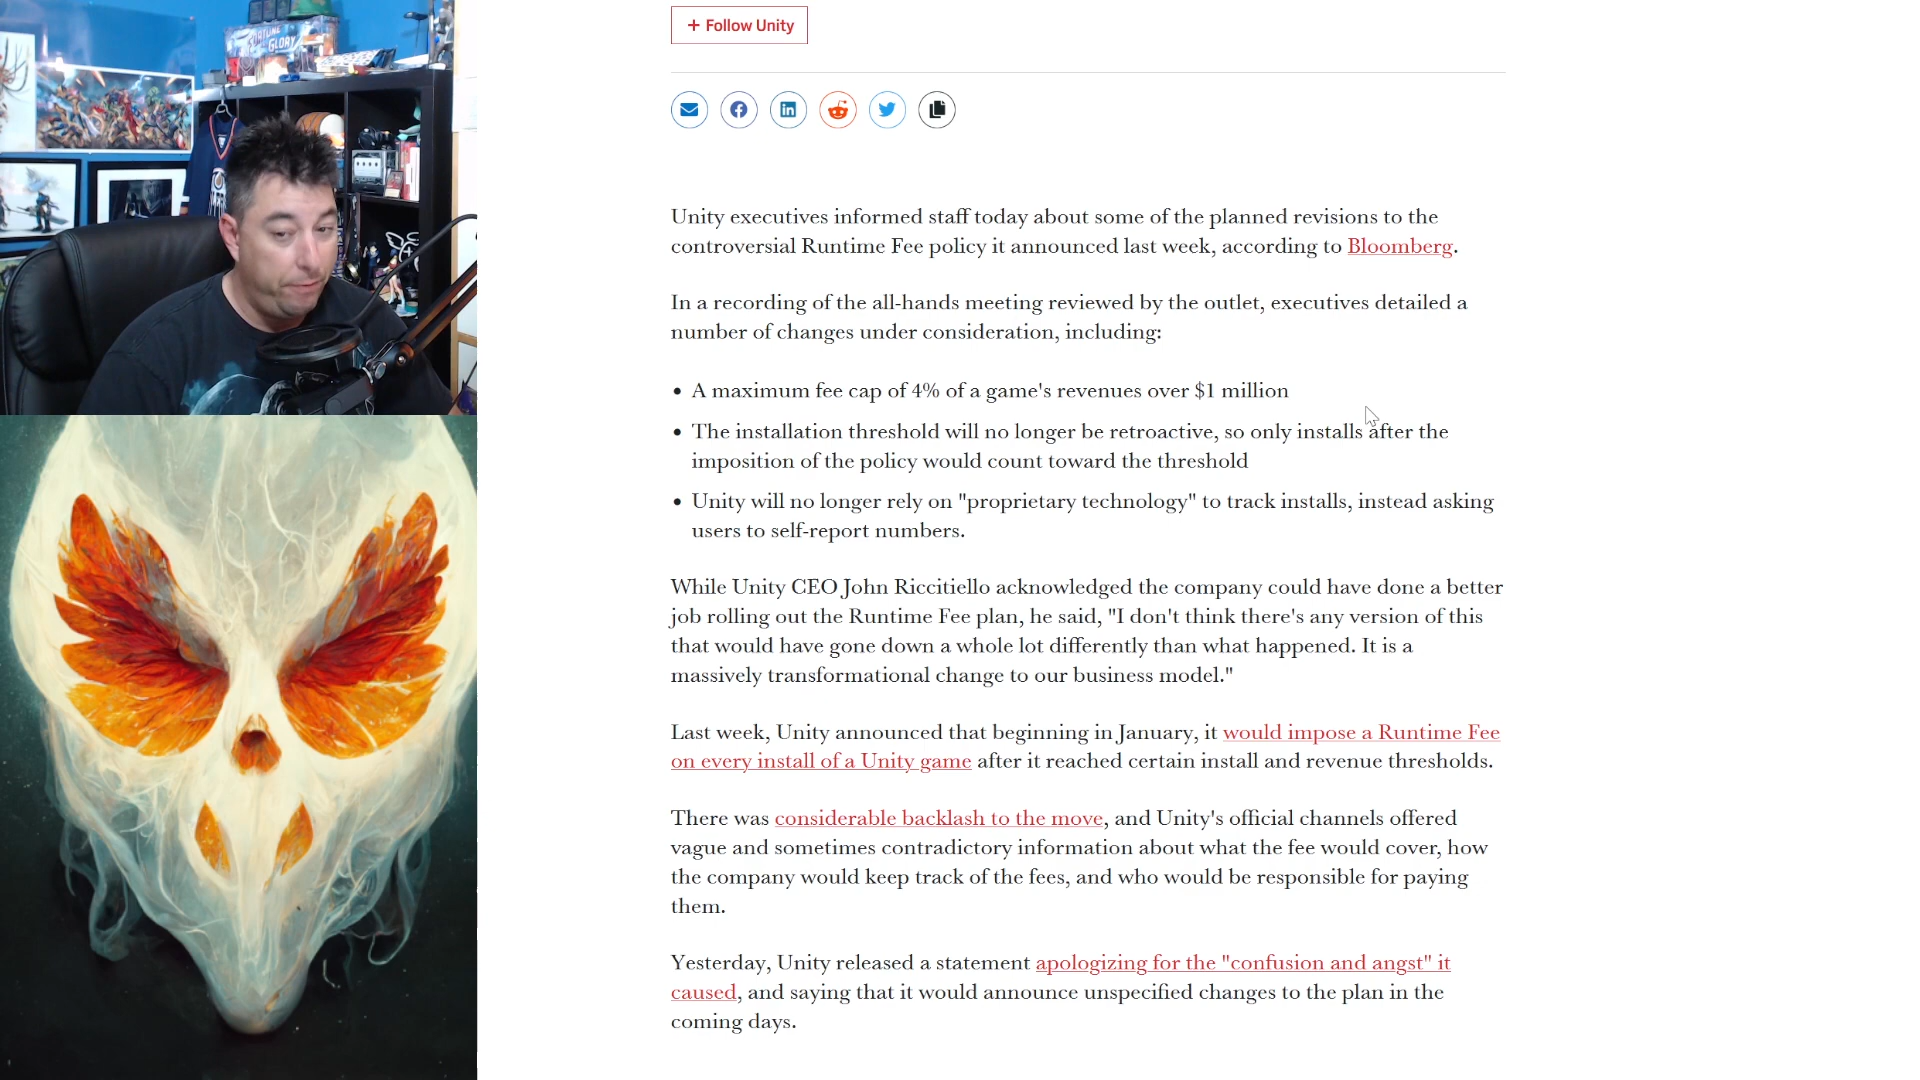 FORTUNE
GLORY
+ Follow Unity
Unity executives informed staff today about some of the planned revisions to the
controversial Runtime Fee policy it announced last week, according to Bloomberg.
In a recording of the all-hands meeting reviewed by the outlet, executives detailed a
number of changes under consideration, including:
• A maximum fee cap of 4% of a game's revenues over $1 million
• The installation threshold will no longer be retroactive, so only installs after the
imposition of the policy would count toward the threshold
• Unity will no longer rely on "proprietary technology" to track installs, instead asking
users to self-report numbers.
While Unity CEO John Riccitiello acknowledged the company could have done a better
job rolling out the Runtime Fee plan, he said, "I don't think there's any version of this
that would have gone down a whole lot differently than what happened. It is a
massively transformational change to our business model."
Last week, Unity announced that beginning in January, it would impose a Runtime Fee
on every install of a Unity game after it reached certain install and revenue thresholds.
There was considerable backlash to the move, and Unity's official channels offered
vague and sometimes contradictory information about what the fee would cover, how
the company would keep track of the fees, and who would be responsible for paying
them.
Yesterday, Unity released a statement apologizing for the "confusion and angst" it
caused, and saying that it would announce unspecified changes to the plan in the
coming days.